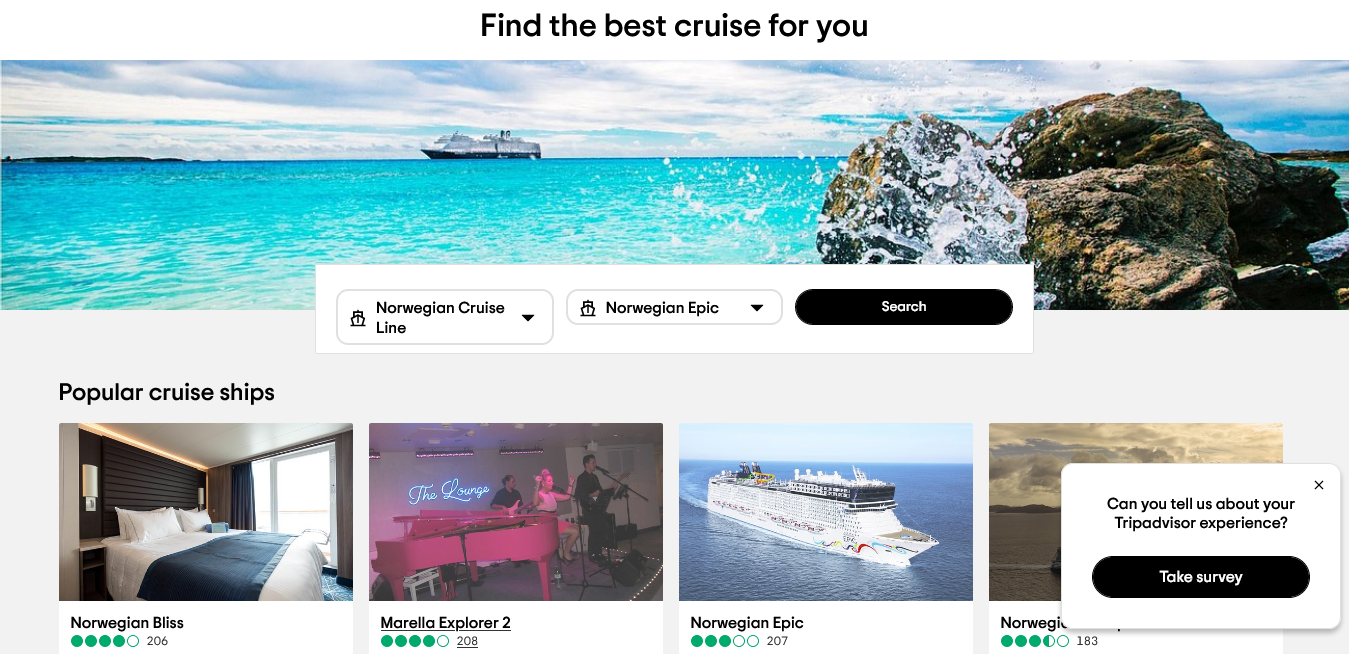 Find the best cruise for you
Norwegian Cruise
Line
Norwegian Epic
Search
Popular cruise ships
The Lounge
EPIC
Can you tell us about your
Tripadvisor experience?
Take survey
Norwegian Bliss
206
Marella Explorer 2
208
Norwegian Epic
207
183